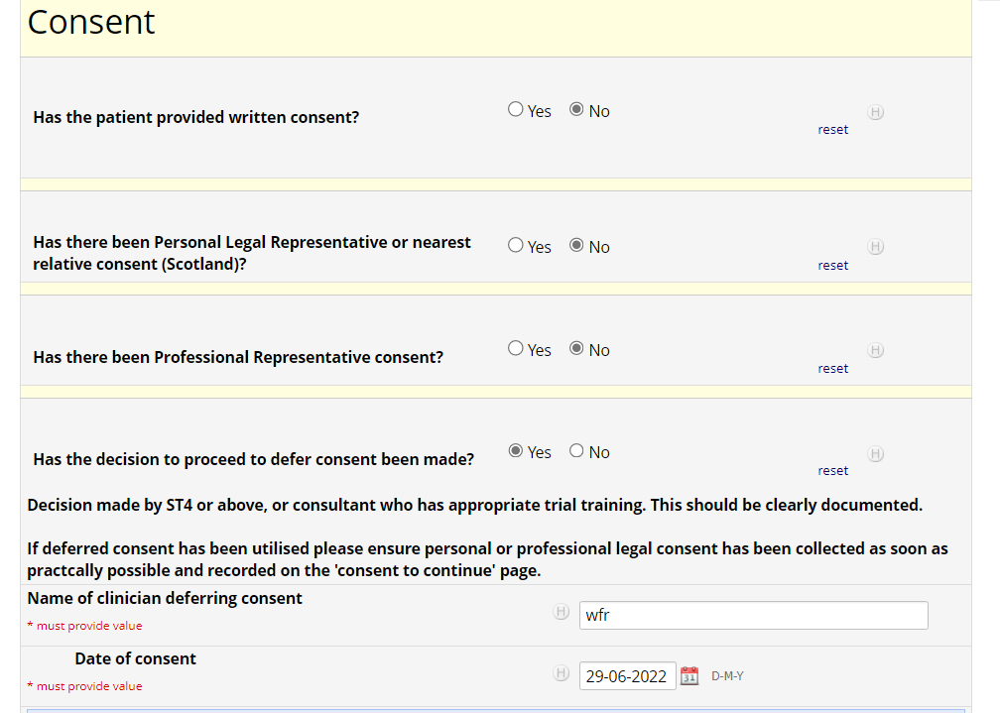 Consent
Has the patient provided written consent?
Yes No
H
reset
Has there been Personal Legal Representative or nearest
relative consent (Scotland)?
Yes No
H
reset
Has there been Professional Representative consent?
Yes No
H
reset
Has the decision to proceed to defer consent been made?
Yes No
H
reset
Decision made by ST4 or above, or consultant who has appropriate trial training. This should be clearly documented.
If deferred consent has been utilised please ensure personal or professional legal consent has been collected as soon as
practcally possible and recorded on the 'consent to continue' page.
Name of clinician deferring consent
* must provide value
H
wfr
Date of consent
* must provide value
H
29-06-2022
31
D-M-Y